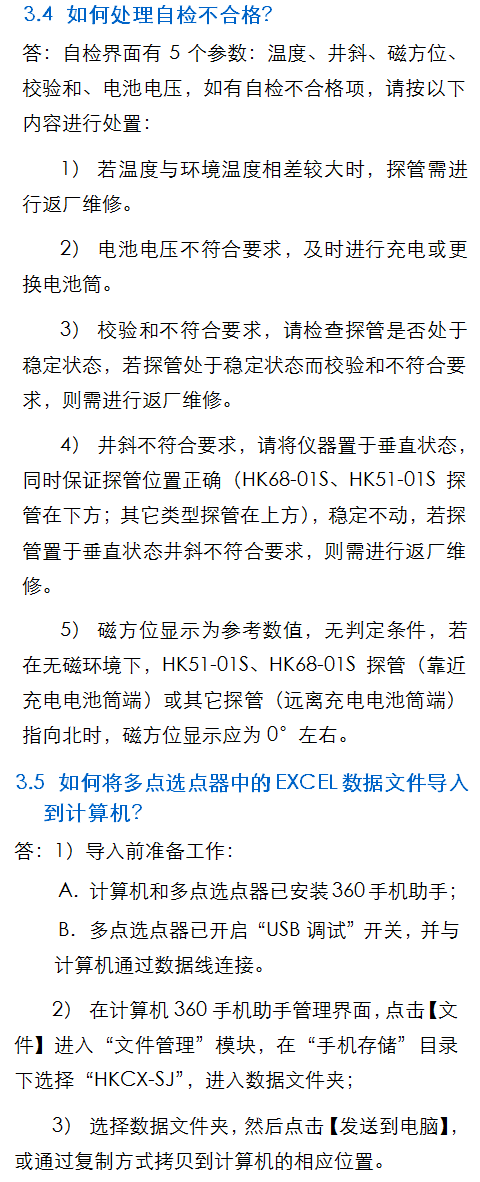 3.4 如何处理自检不合格？
答：自检界面有 5 个参数：温度、井斜、磁方位、
校验和、电池电压，如有自检不合格项，请按以下
内容进行处置：
1） 若温度与环境温度相差较大时，探管需进
行返厂维修。
2） 电池电压不符合要求，及时进行充电或更
换电池筒。
3） 校验和不符合要求，请检查探管是否处于
稳定状态，若探管处于稳定状态而校验和不符合要
求，则需进行返厂维修。
4） 井斜不符合要求，请将仪器置于垂直状态，
同时保证探管位置正确（HK68-01S、HK51-01S 探
管在下方；其它类型探管在上方），稳定不动，若探
管置于垂直状态井斜不符合要求，则需进行返厂维
修。
5） 磁方位显示为参考数值，无判定条件，若
在无磁环境下，HK51-01S、HK68-01S 探管（靠近
充电电池筒端）或其它探管（远离充电电池筒端）
指向北时，磁方位显示应为 0°左右。
3.5 如何将多点选点器中的 EXCEL 数据文件导入
到计算机？
答：1）导入前准备工作：
A. 计算机和多点选点器已安装 360 手机助手；
B. 多点选点器已开启“USB 调试”开关，并与
计算机通过数据线连接。
2） 在计算机 360 手机助手管理界面，点击【文
件】进入“文件管理”模块，在“手机存储”目录
下选择“HKCX-SJ”，进入数据文件夹；
3） 选择数据文件夹，然后点击【发送到电脑】，
或通过复制方式拷贝到计算机的相应位置。